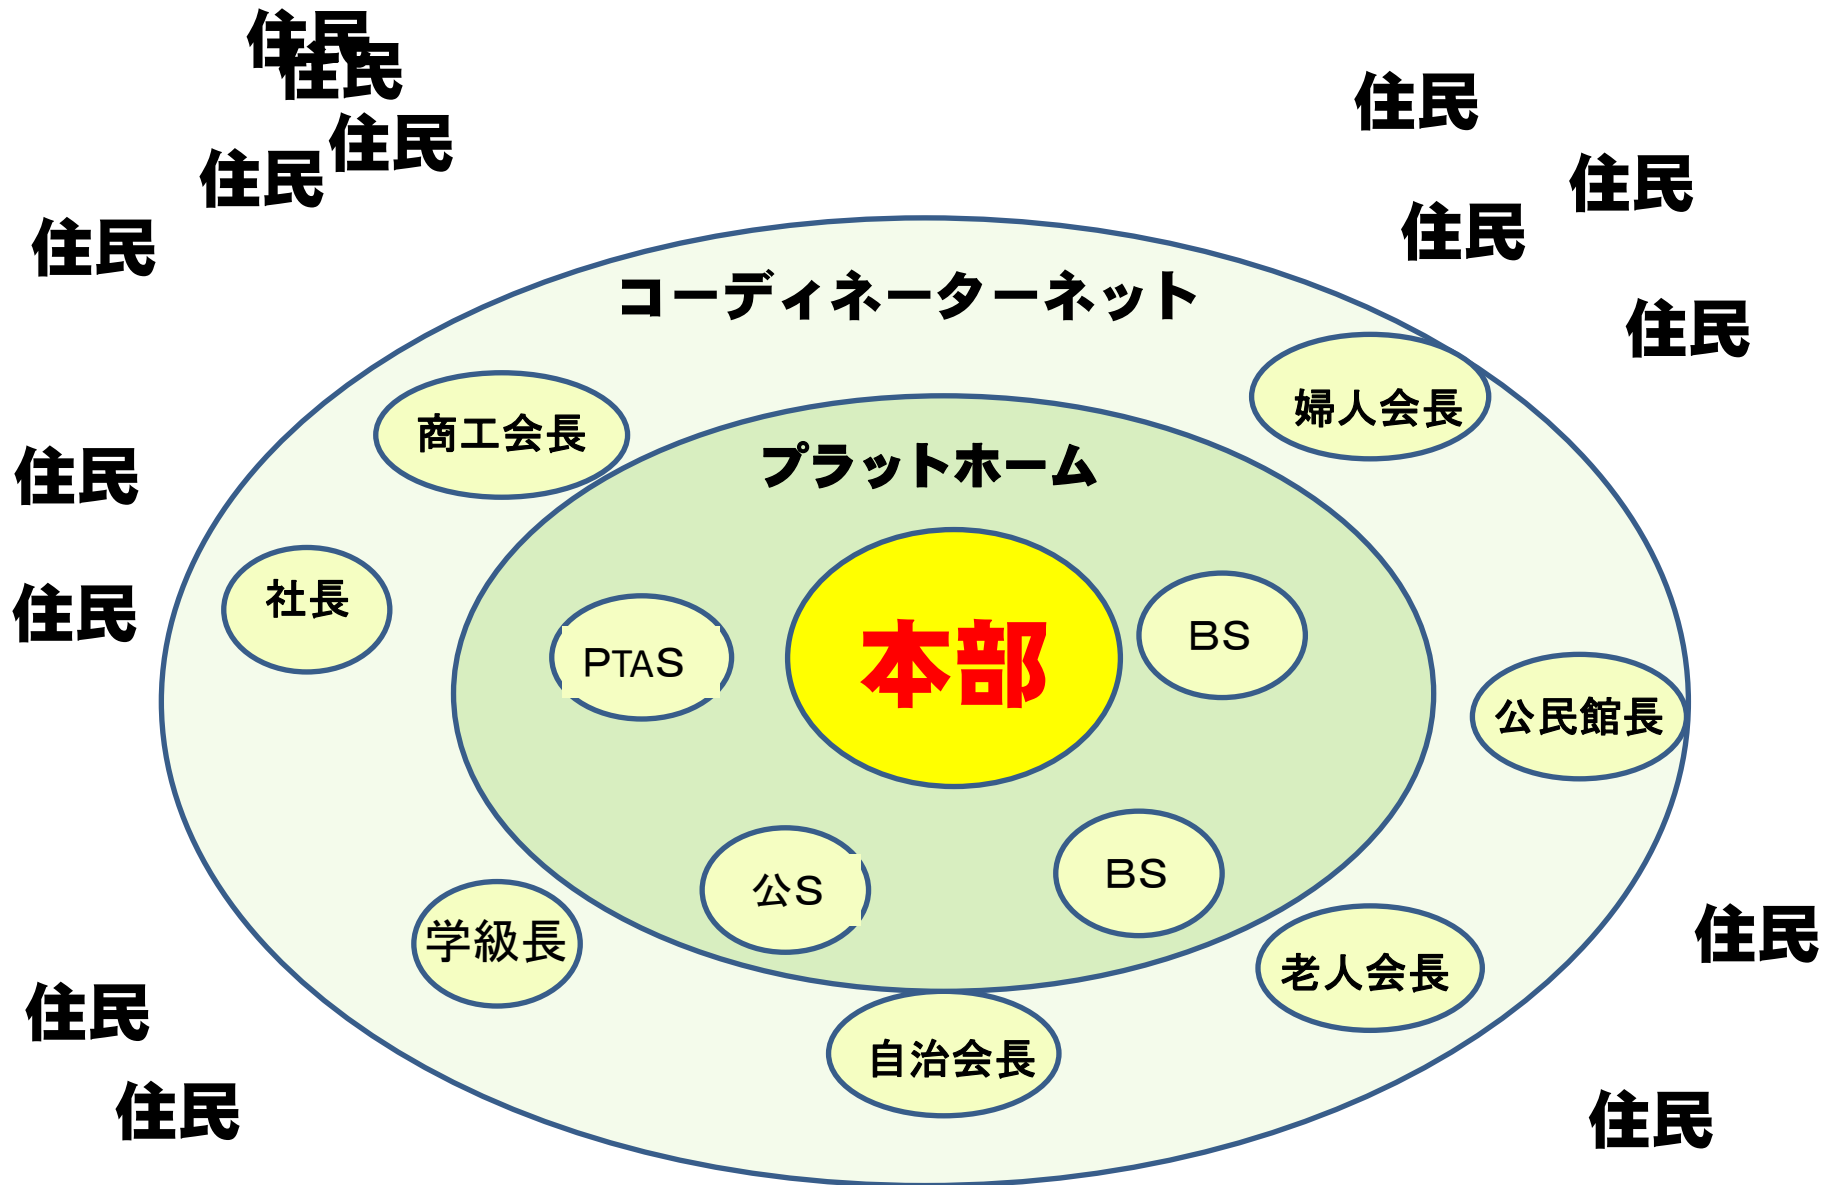 住民
住民
住民
住民
住民
住民
住民
住民
住民
コーディネーターネット
住民
婦人会長
商工会長
プラットホーム
住民
住民
社長
PTAS
本部
BS
公民館長
公S
BS
学級長
老人会長
住民
自治会長
住民
住民
住民